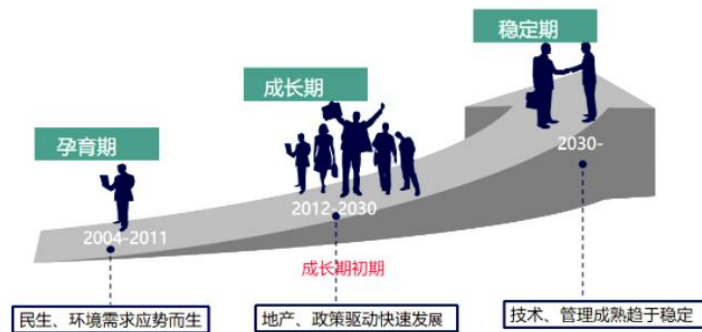 稳定期
成长期
孕育期
2030-
2012-2030
2004-2011
成长期初期
民生、环境需求应势而生
地产、政策驱动快速发展
技术、管理成熟趋于稳定